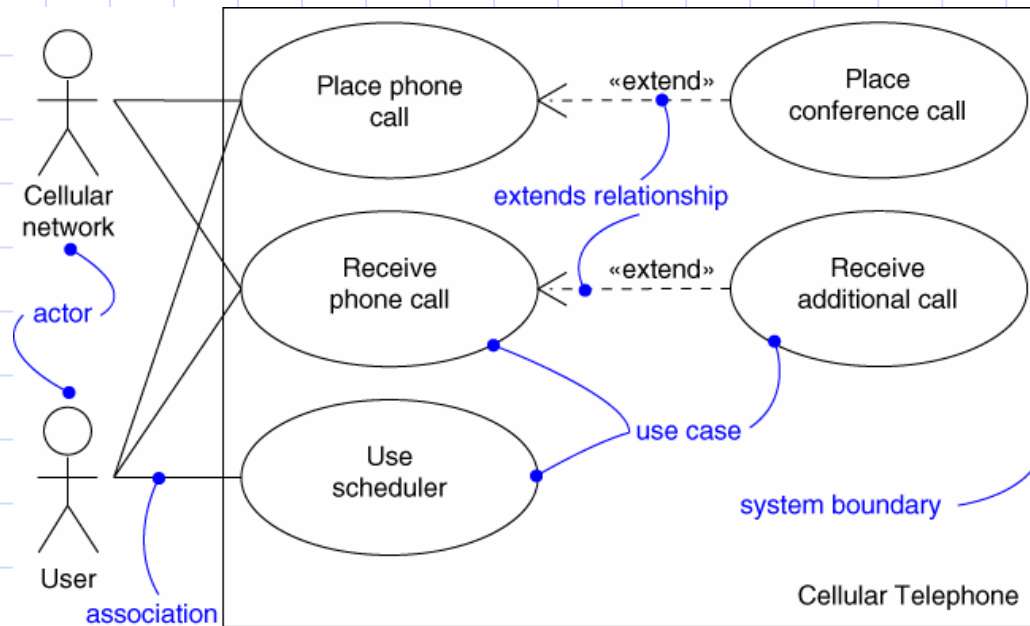 Place phone
call
«extend»
Place
conference call
Cellular
network
extends relationship
actor
Receive
phone call
«extend»
Receive
additional call
use case
Use
scheduler
system boundary
User
association
Cellular Telephone